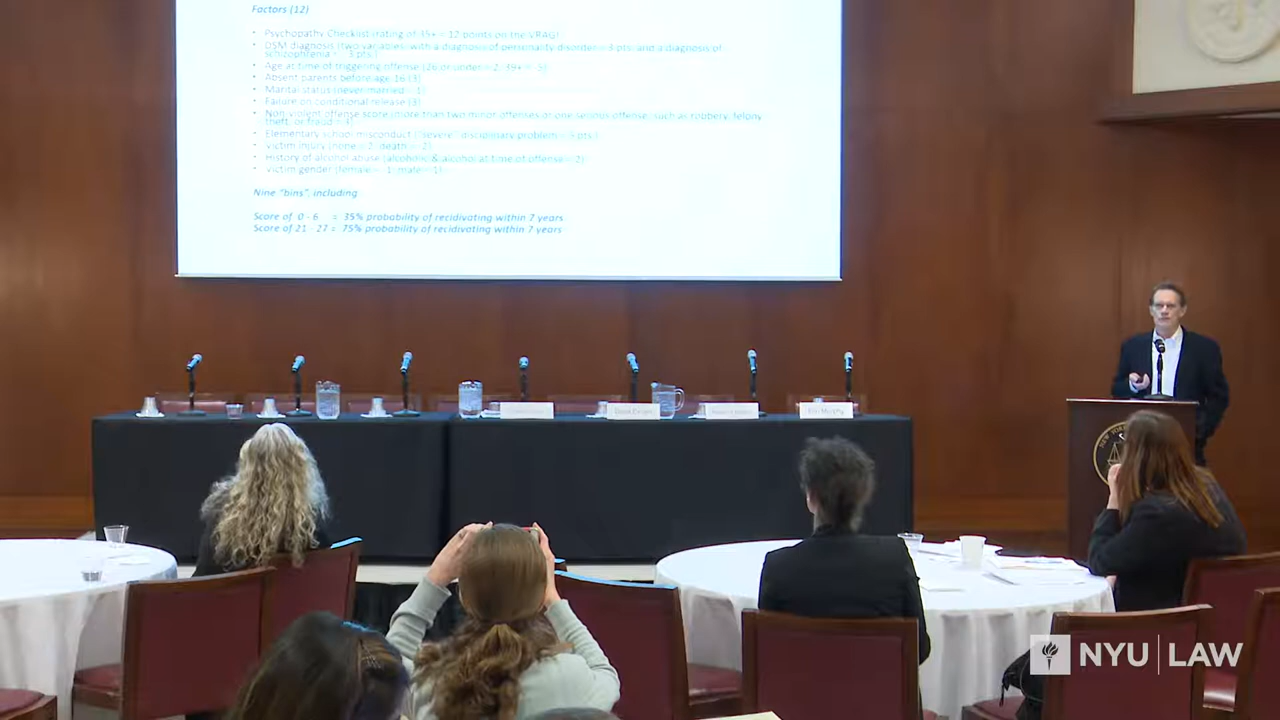 Factors (12)
• Psychopathy Checklist (rating of 35+ = 12 points on the VRAG)
• DSM diagnosis (two variables, with a diagnosis of personality disorder = 3 pts. and a diagnosis of
schizophrenia = -3 pts.)
• Age at time of triggering offense (26 or under = 2; 39+ = -5)
• Absent parents before age 16 (3)
• Marital status (never married = 1)
• Failure on conditional release (3)
• Non-violent offense score (more than two minor offenses or one serious offense, such as robbery, felony
theft, or fraud = 3)
• Elementary school misconduct ("severe" disciplinary problem = 5 pts.)
• Victim injury (none = 2; death = -2)
• History of alcohol abuse (alcoholic & alcohol at time of offense = 2)
• Victim gender (female = -1; male = 1)
Nine "bins", including
Score of 0 - 6 = 35% probability of recidivating within 7 years
Score of 21 - 27 = 75% probability of recidivating within 7 years
Erin Murphy
NEW YORK
NYU | LAW